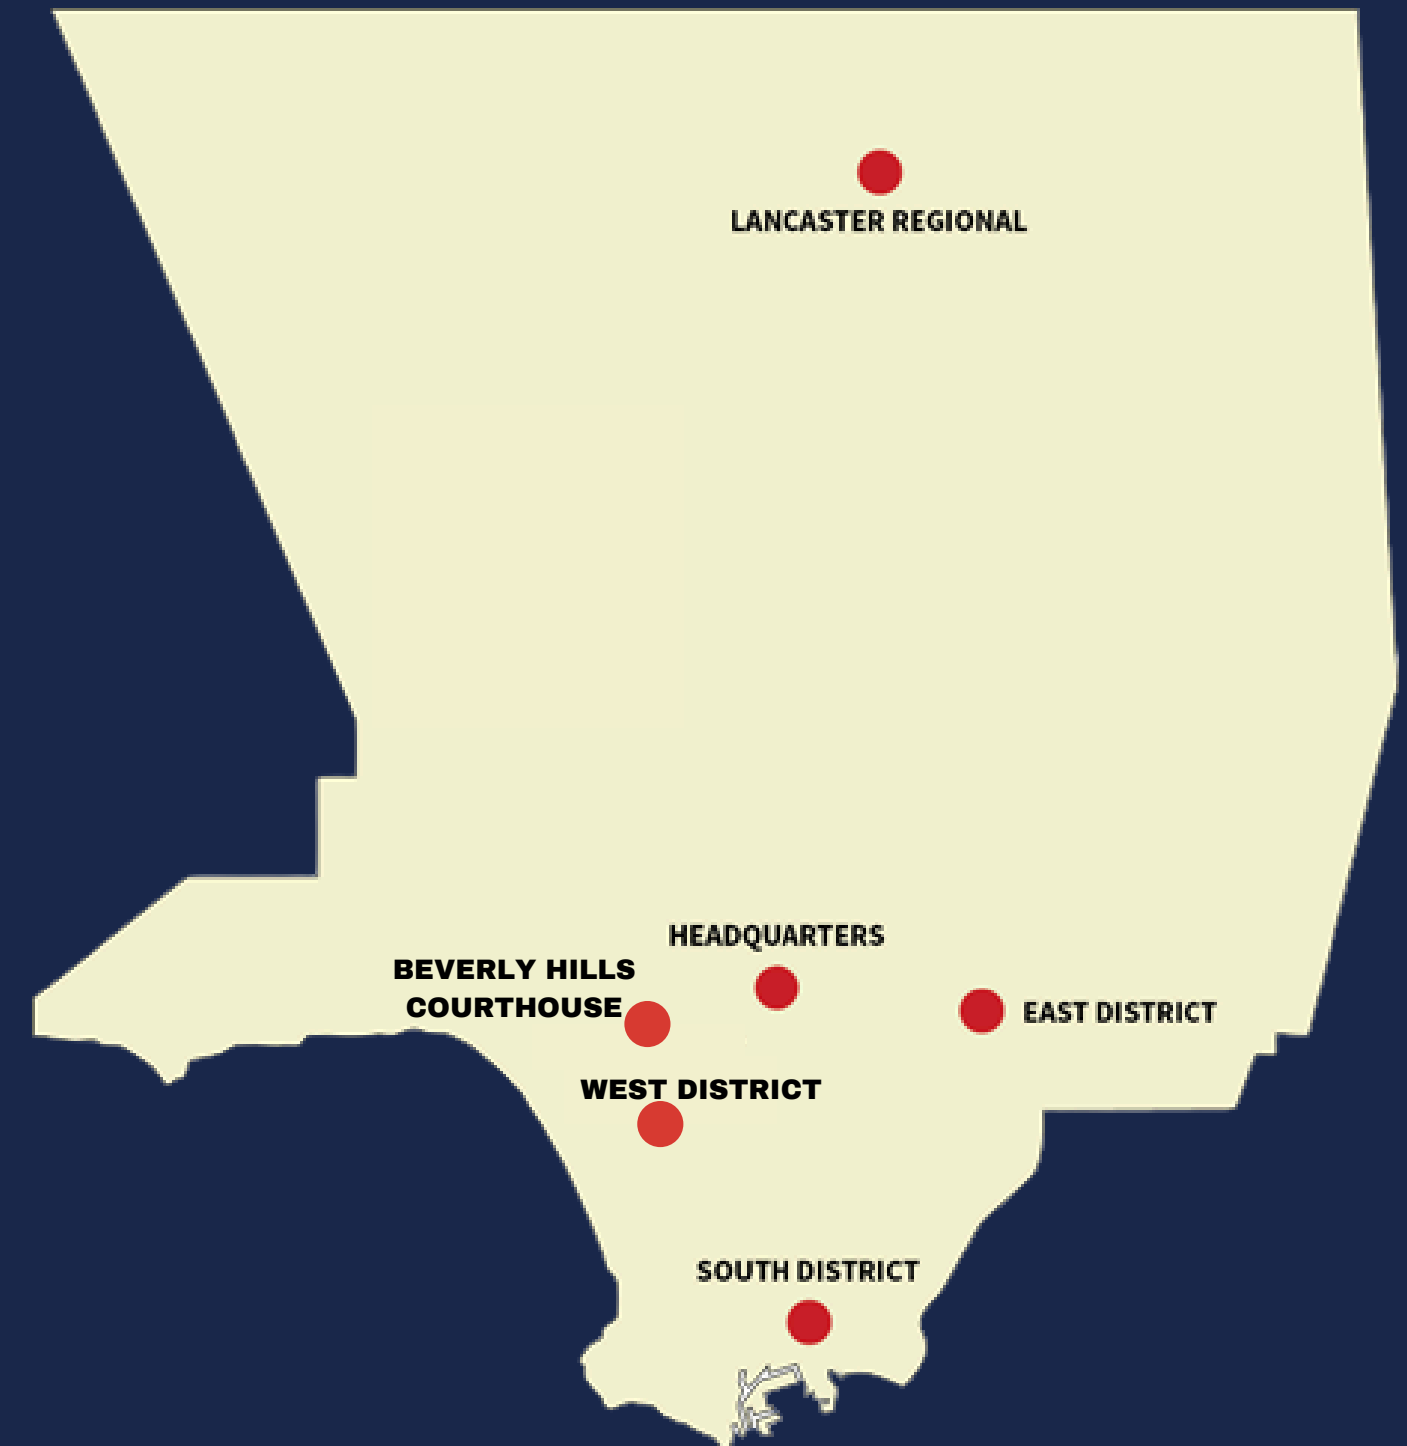 LANCASTER REGIONAL
HEADQUARTERS
BEVERLY HILLS
COURTHOUSE
EAST DISTRICT
WEST DISTRICT
SOUTH DISTRICT